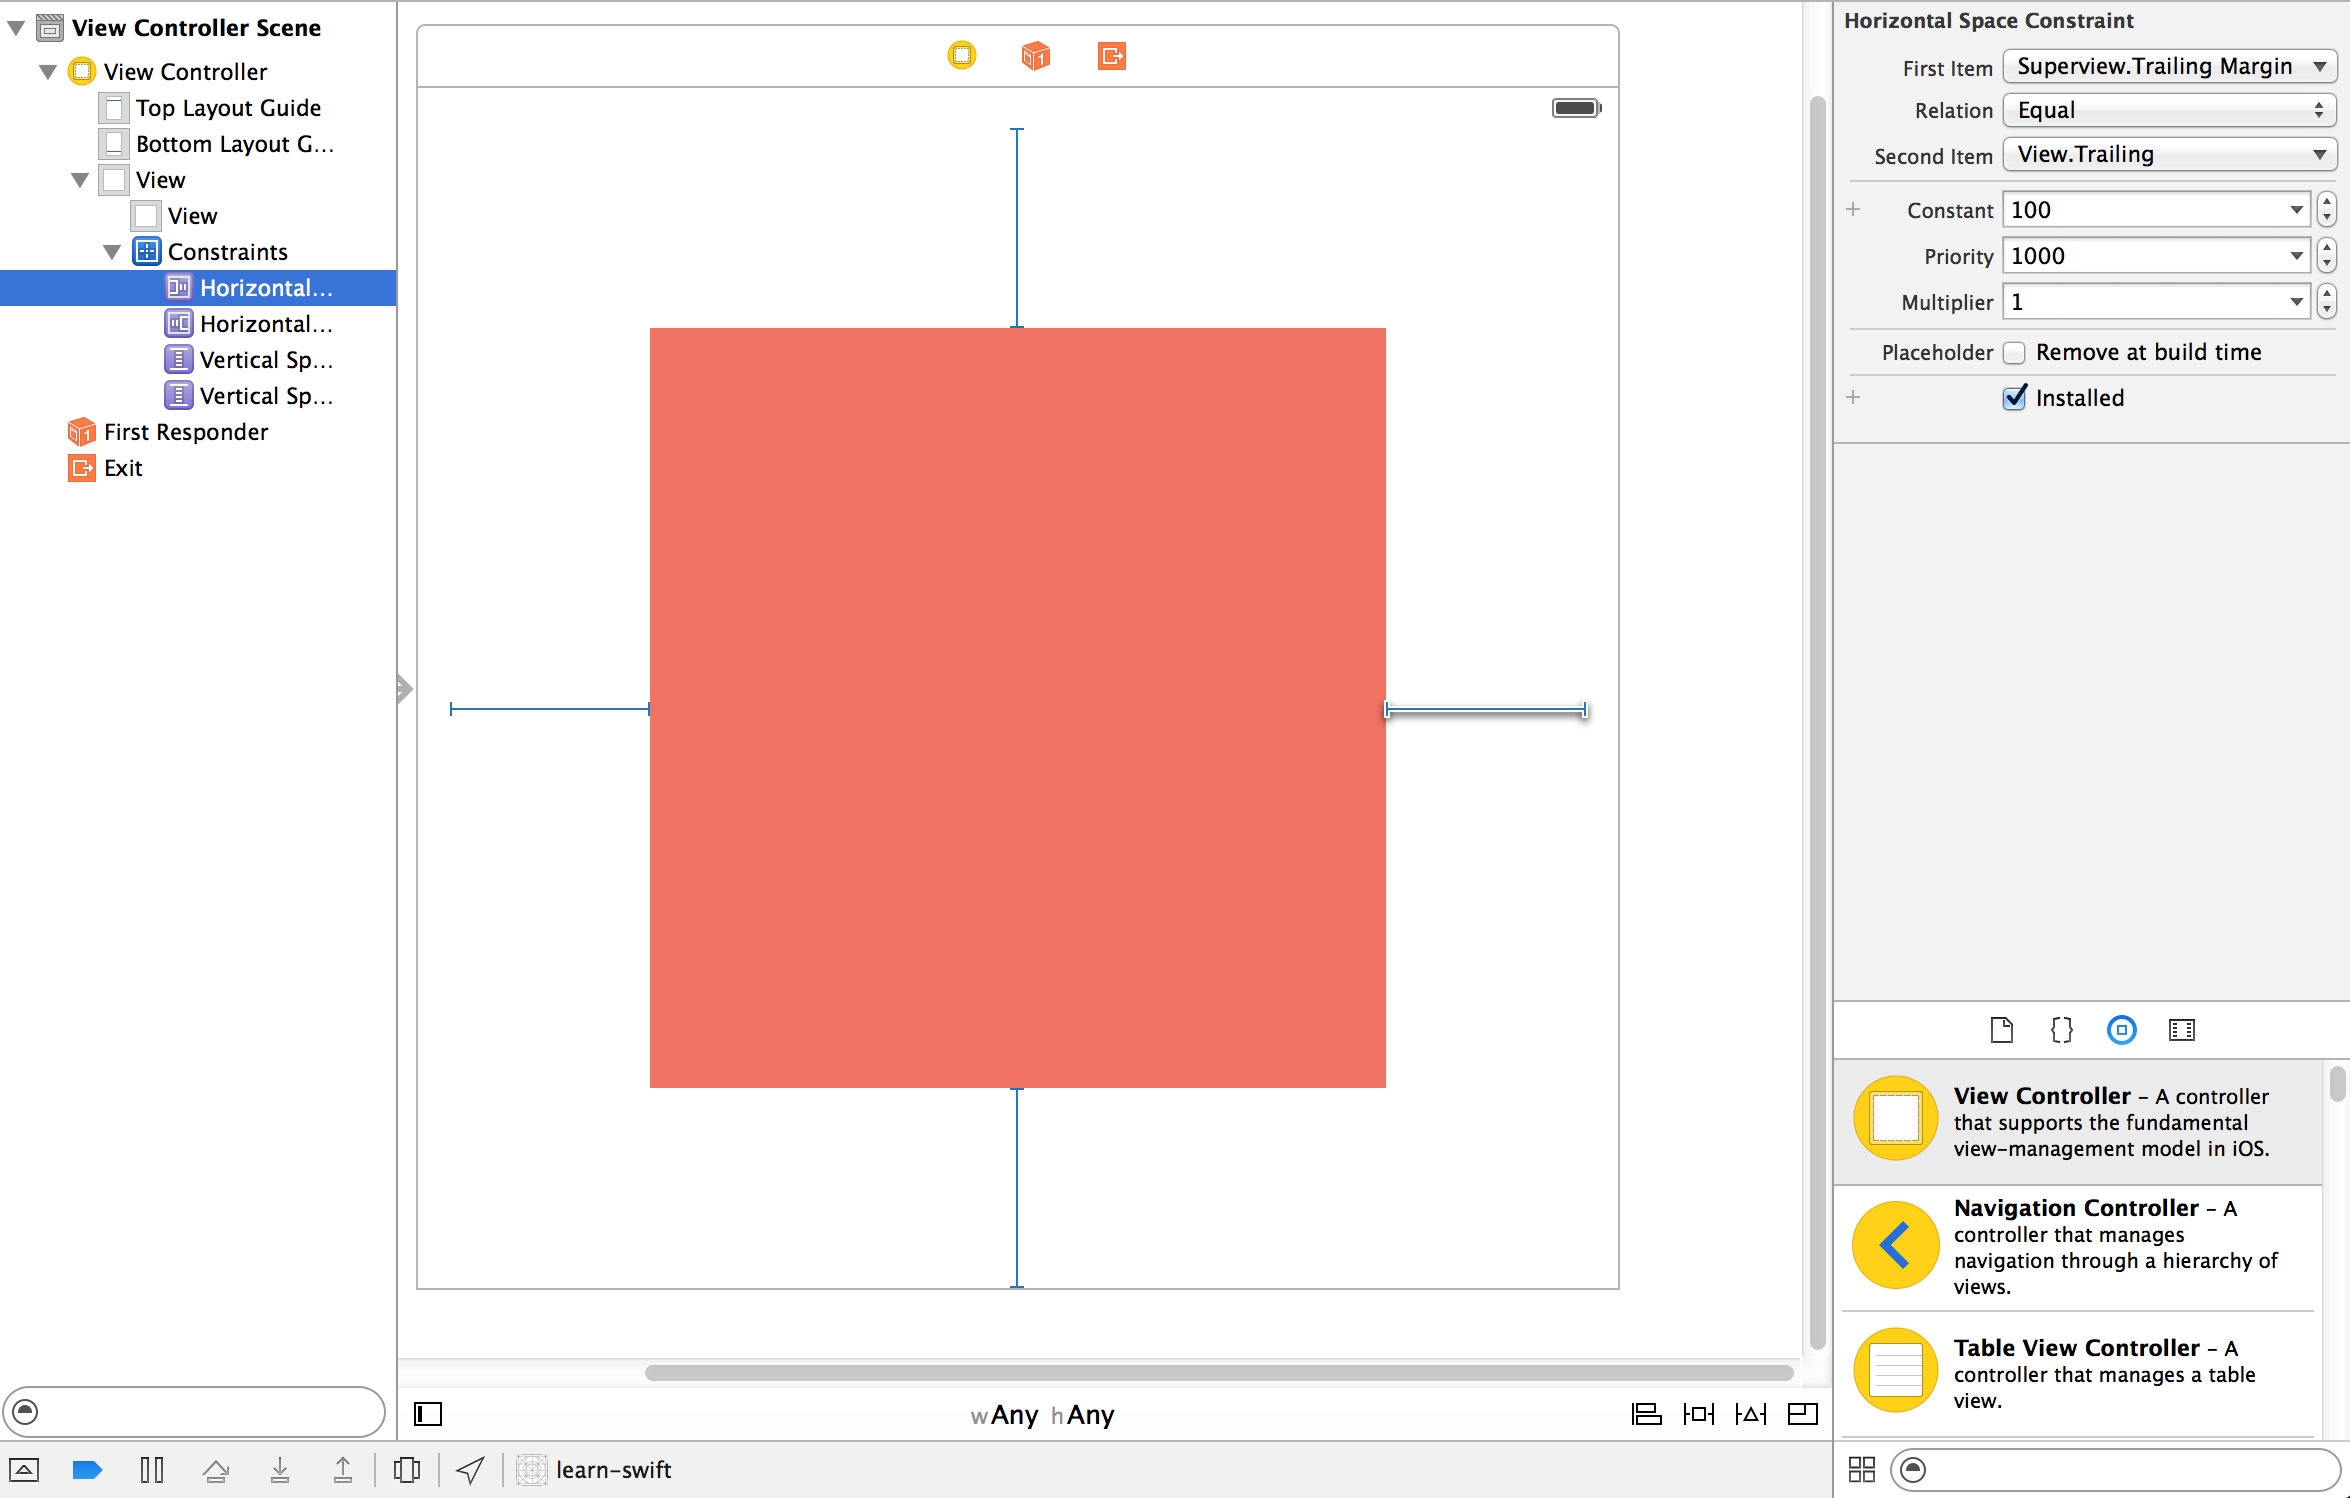 View Controller Scene
View Controller
Top Layout Guide
Bottom Layout G...
View
View
Constraints
Horizontal...
Horizontal...
Vertical Sp...
Vertical Sp...
First Responder
Exit
wAny hAny
learn-swift
Horizontal Space Constraint
First Item Superview.Trailing Margin
Relation Equal
Second Item View.Trailing
Constant 100
Priority 1000
Multiplier 1
Placeholder Remove at build time
Installed
View Controller – A controller
that supports the fundamental
view-management model in iOS.
Navigation Controller – A
controller that manages
navigation through a hierarchy of
views.
Table View Controller – A
controller that manages a table
view.